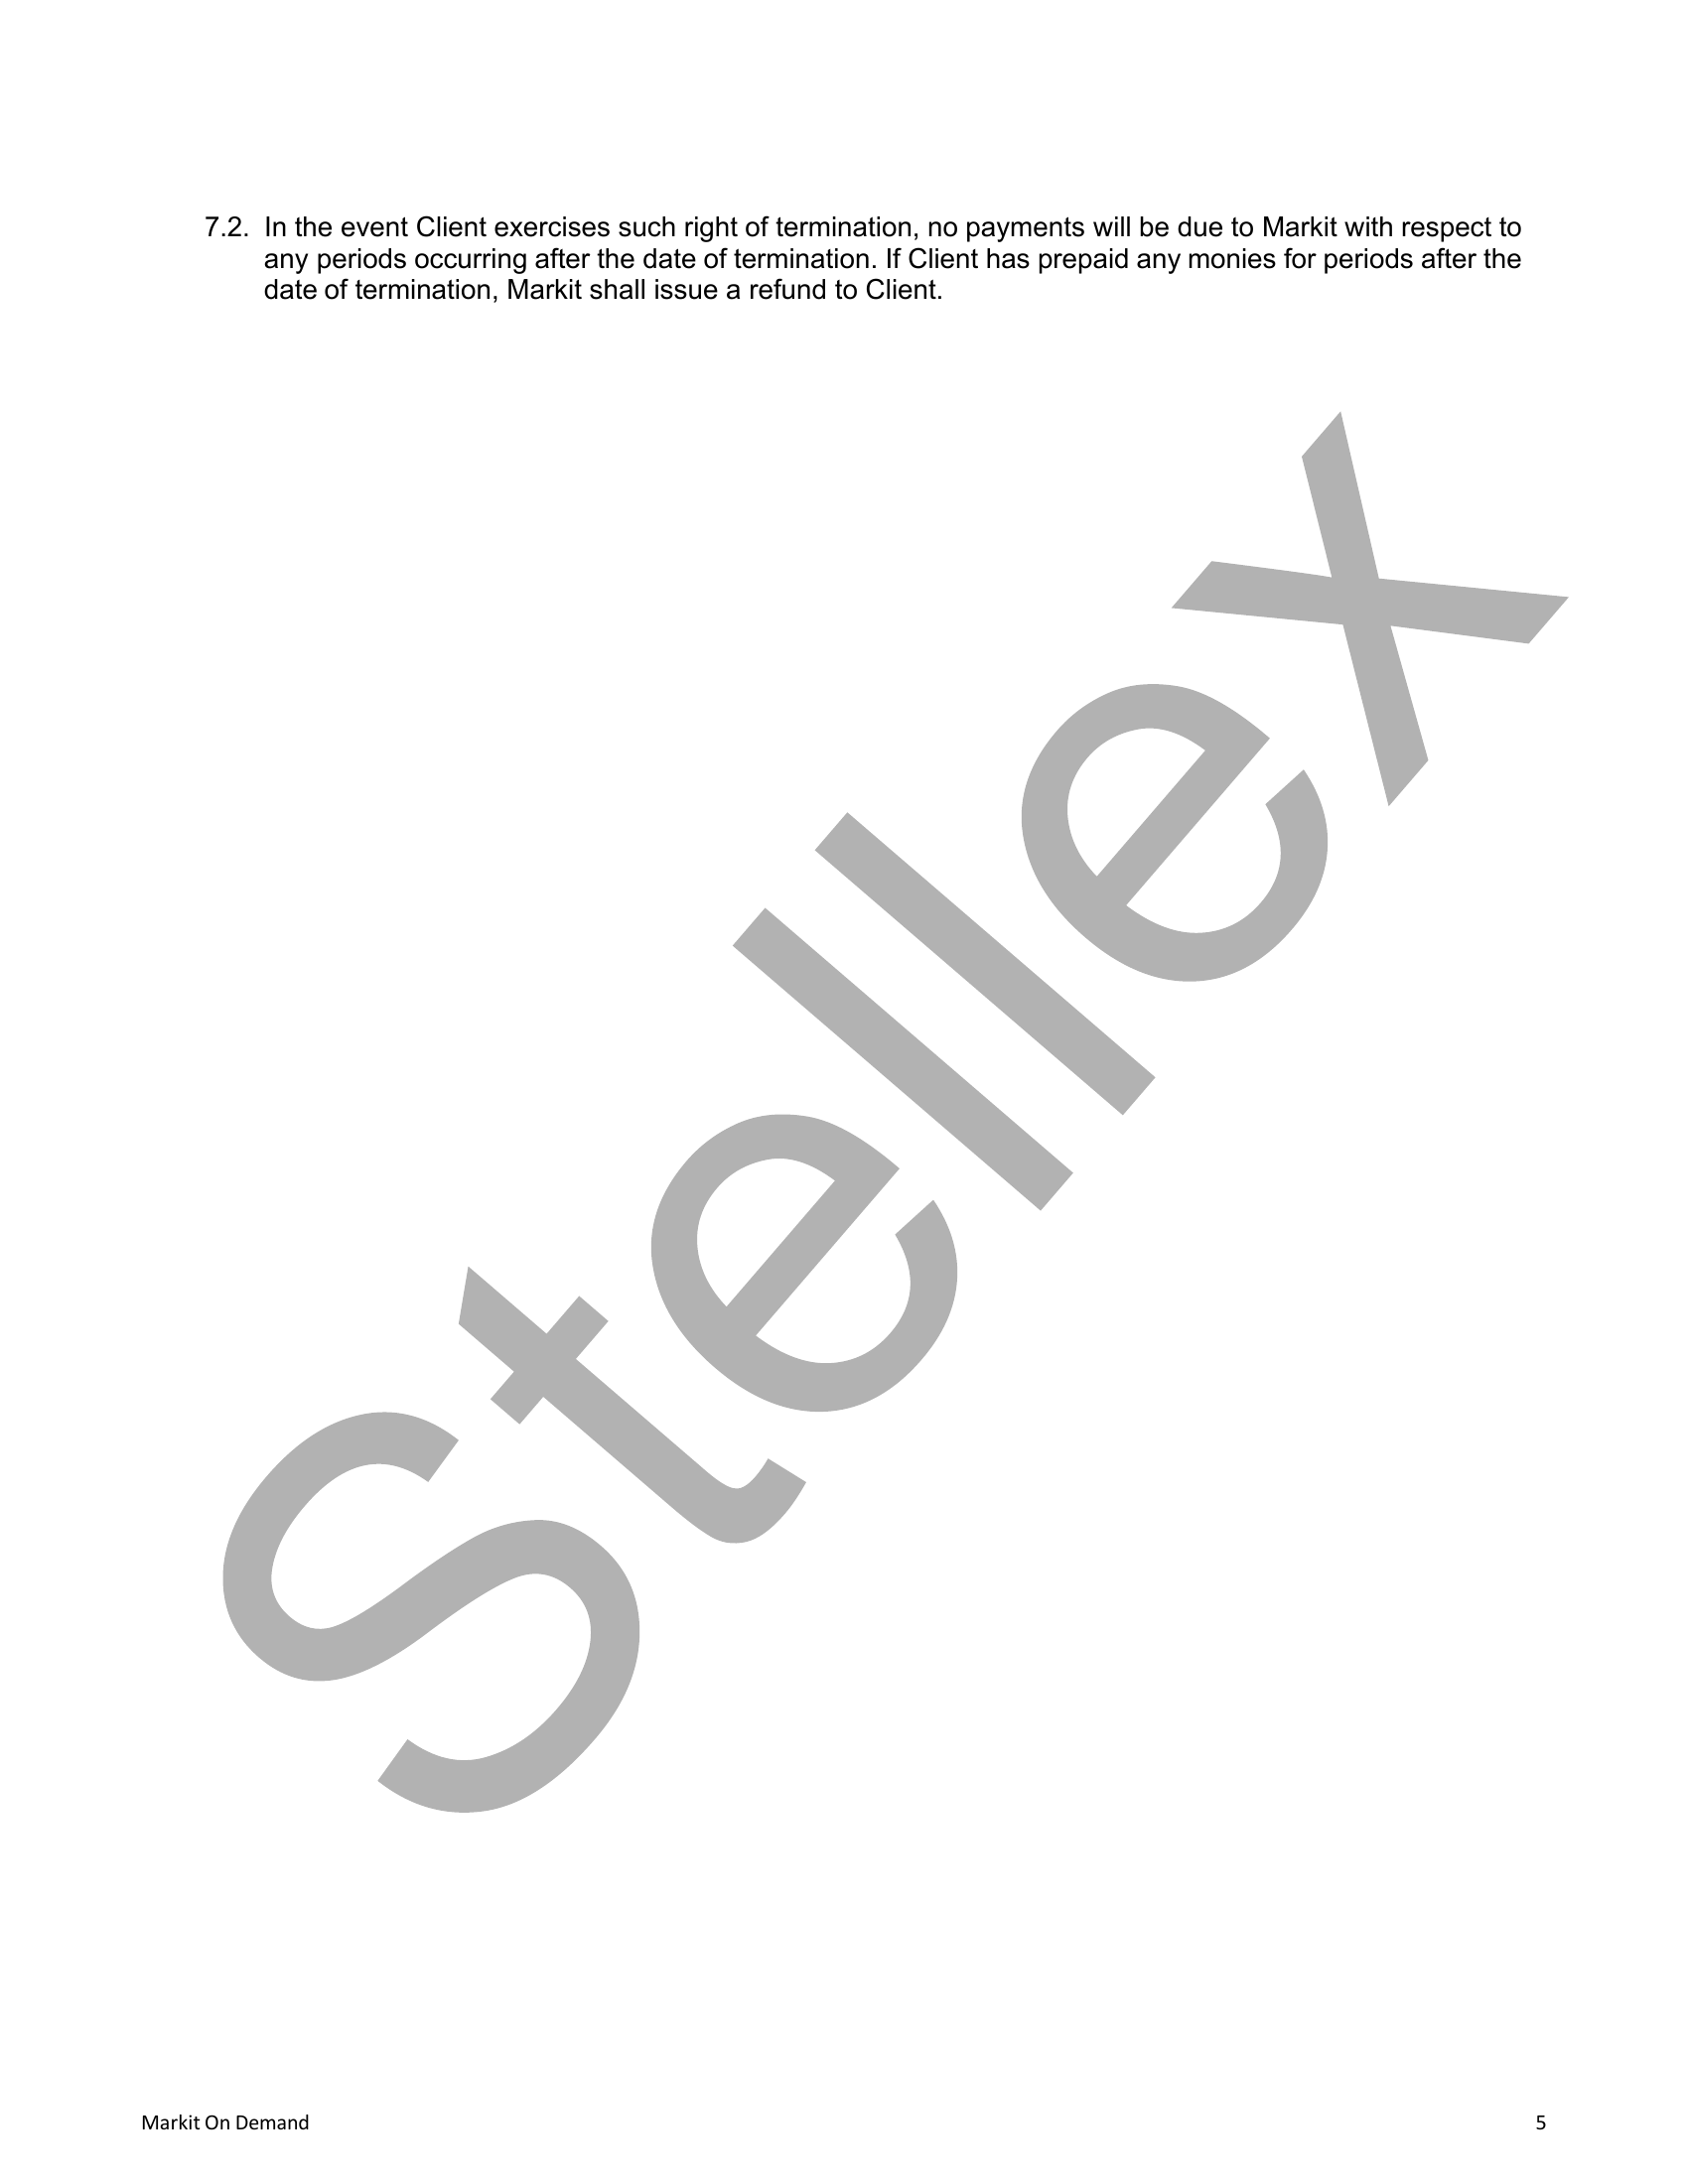 7.2. In the event Client exercises such right of termination, no payments will be due to Markit with respect to
any periods occurring after the date of termination. If Client has prepaid any monies for periods after the
date of termination, Markit shall issue a refund to Client.
Stellex
Markit On Demand 5